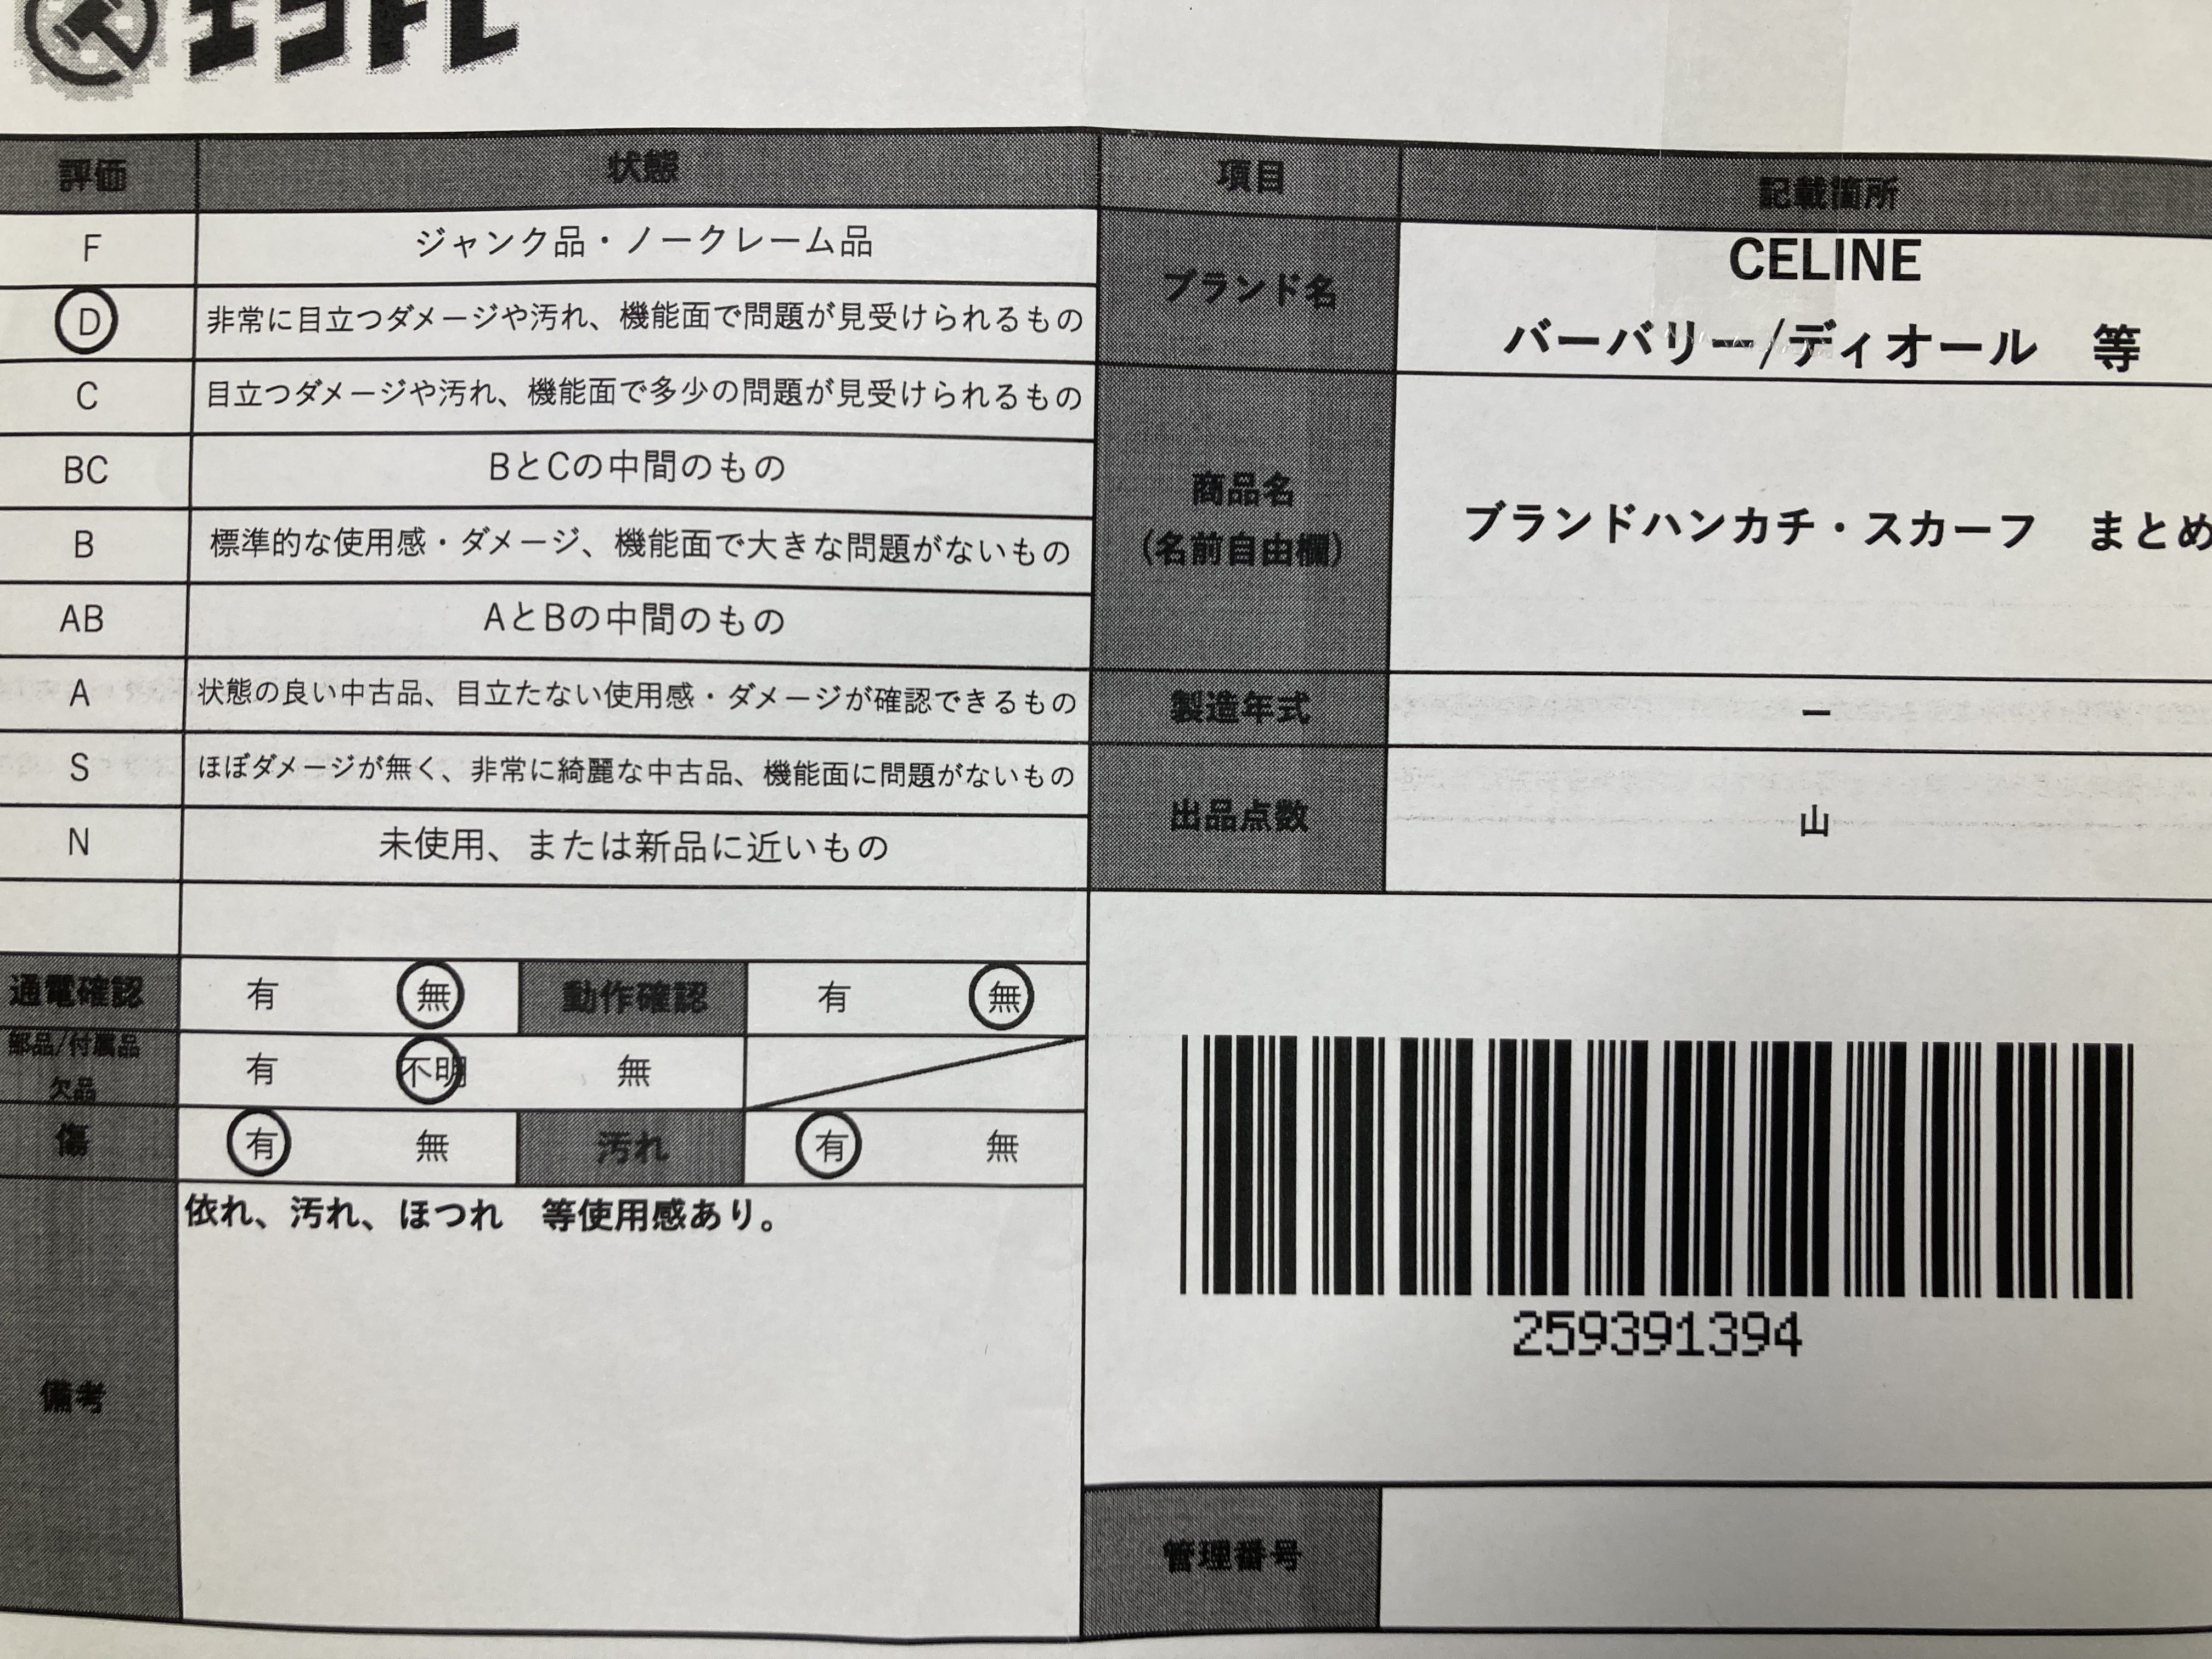 エコトレ
評価 状態
F ジャンク品・ノークレーム品
D 非常に目立つダメージや汚れ、機能面で問題が見受けられるもの
C 目立つダメージや汚れ、機能面で多少の問題が見受けられるもの
BC BとCの中間のもの
B 標準的な使用感・ダメージ、機能面で大きな問題がないもの
AB AとBの中間のもの
A 状態の良い中古品、目立たない使用感・ダメージが確認できるもの
S ほぼダメージが無く、非常に綺麗な中古品、機能面に問題がないもの
N 未使用、または新品に近いもの
通電確認 有 無 動作確認 有 無
部品/付属品
欠品 有 不明 無
傷 有 無 汚れ 有 無
備考 依れ、汚れ、ほつれ 等使用感あり。
項目 記載箇所
ブランド名 CELINE
バーバリー/ディオール 等
商品名
(名前自由欄) ブランドハンカチ・スカーフ まとめ
製造年式 ー
出品点数 山
259391394
管理番号